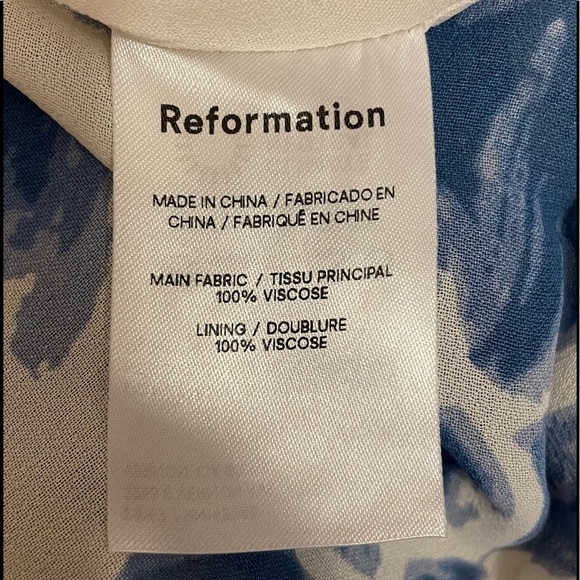 Reformation
MADE IN CHINA / FABRICADO EN
CHINA / FABRIQUÉ EN CHINE
MAIN FABRIC / TISSU PRINCIPAL
100% VISCOSE
LINING / DOUBLURE
100% VISCOSE